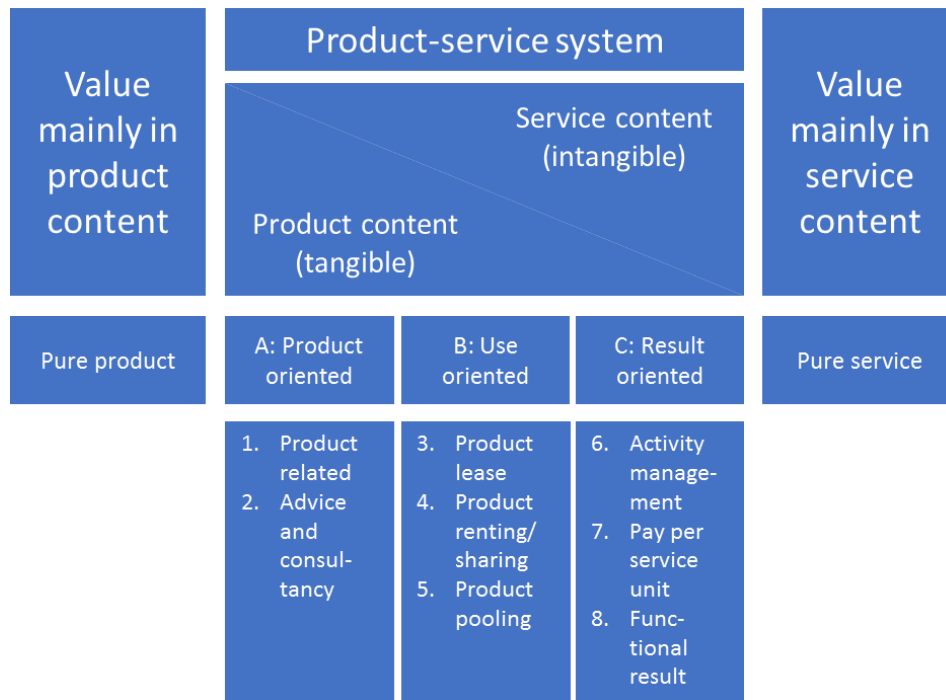 Value
mainly in
product
content
Product-service system
Service content
(intangible)
Product content
(tangible)
Value
mainly in
service
content
Pure product
A: Product
oriented
B: Use
oriented
C: Result
oriented
Pure service
1. Product
related
2. Advice
and
consul-
tancy
3. Product
lease
4. Product
renting/
sharing
5. Product
pooling
6. Activity
manage-
ment
7. Pay per
service
unit
8. Func-
tional
result